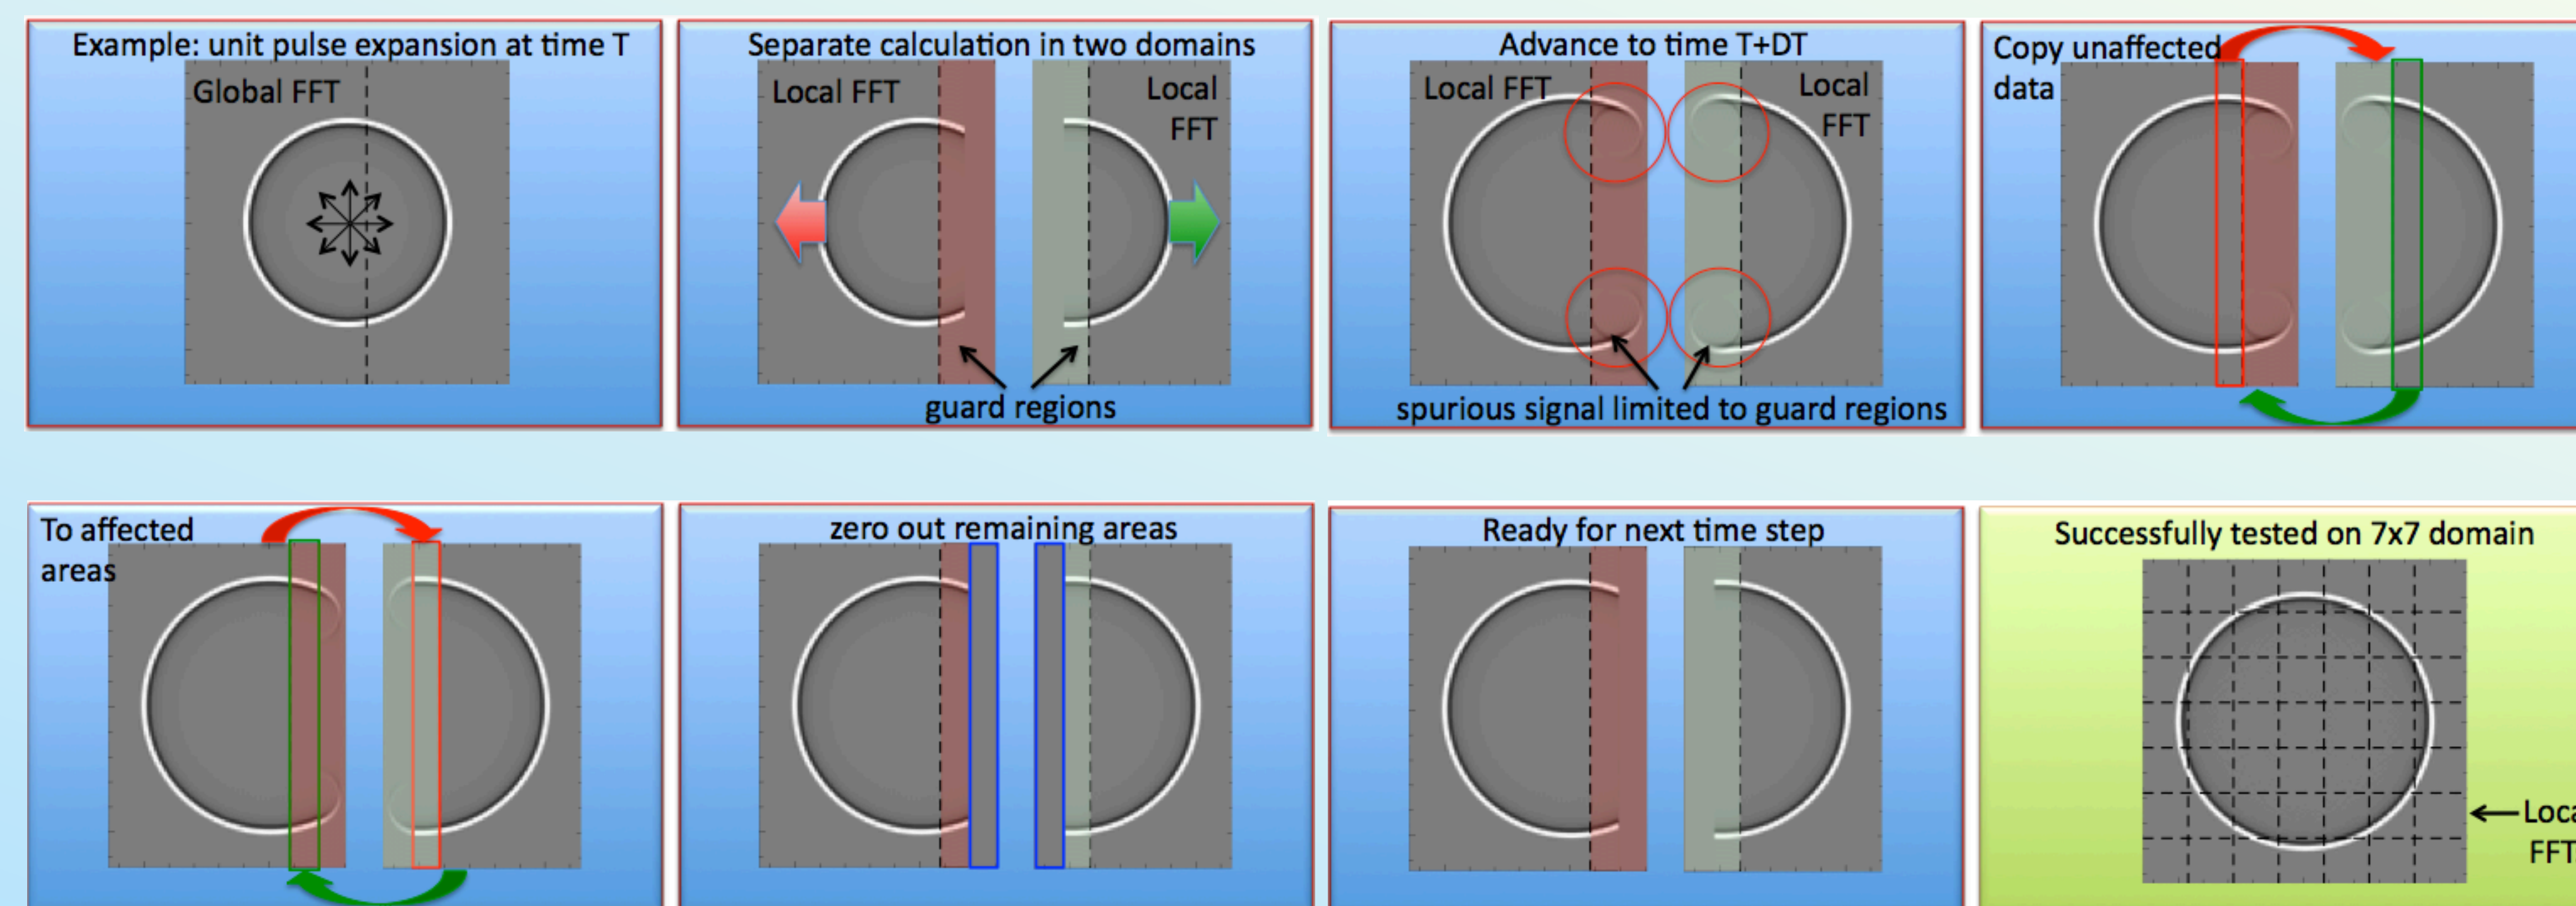 Example: unit pulse expansion at time T
Global FFT
Separate calculation in two domains
Local FFT
Local
FFT
guard regions
Advance to time T+DT
Local FFT
Local
FFT
spurious signal limited to guard regions
Copy unaffected
data
To affected
areas
zero out remaining areas
Ready for next time step
Successfully tested on 7x7 domain
FFT